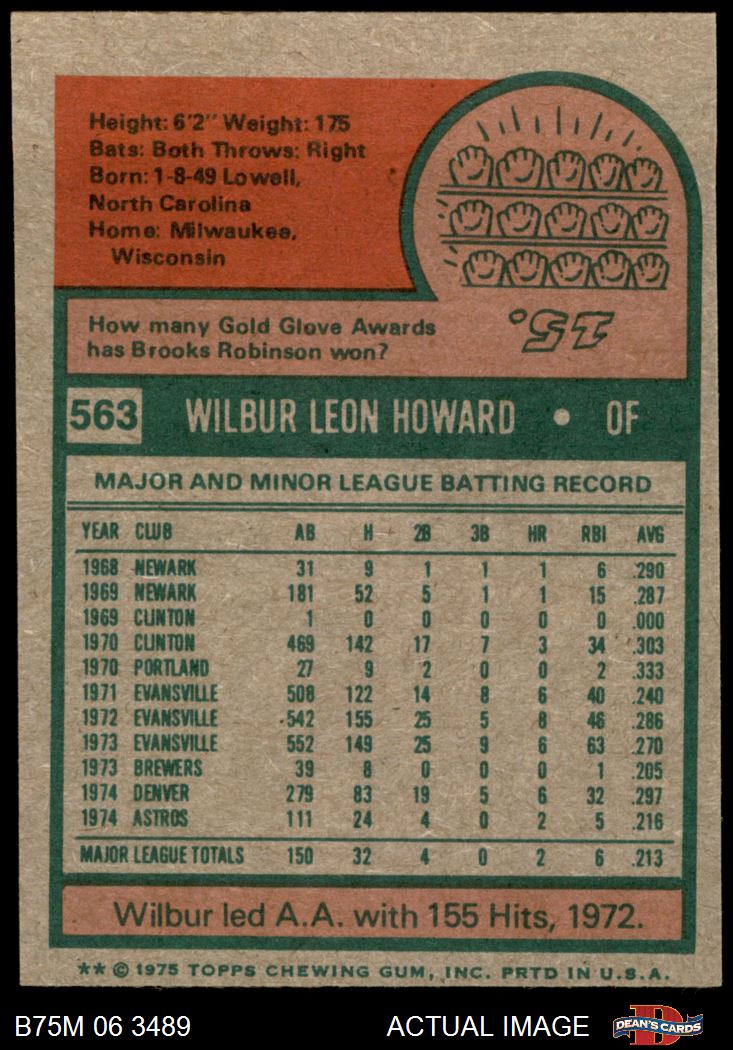 Height: 6'2" Weight: 175
Bats: Both Throws: Right
Born: 1-8-49 Lowell,
North Carolina
Home: Milwaukee,
Wisconsin
How many Gold Glove Awards
has Brooks Robinson won?
15.
563 WILBUR LEON HOWARD • OF
MAJOR AND MINOR LEAGUE BATTING RECORD
YEAR CLUB AB H 2B 3B HR RBI AVG
1968 NEWARK 31 9 1 1 1 6 .290
1969 NEWARK 181 52 5 1 1 15 .287
1969 CLINTON 1 0 0 0 0 0 .000
1970 CLINTON 469 142 17 7 3 34 .303
1970 PORTLAND 27 9 2 0 0 2 .333
1971 EVANSVILLE 508 122 14 8 6 40 .240
1972 EVANSVILLE 542 155 25 5 8 46 .286
1973 EVANSVILLE 552 149 25 9 6 63 .270
1973 BREWERS 39 8 0 0 0 1 .205
1974 DENVER 279 83 19 5 6 32 .297
1974 ASTROS 111 24 4 0 2 5 .216
MAJOR LEAGUE TOTALS 150 32 4 0 2 6 .213
Wilbur led A.A. with 155 Hits, 1972.
** © 1975 TOPPS CHEWING GUM, INC. PRTD IN U.S.A.
B75M 06 3489 ACTUAL IMAGE D DEAN'S CARDS